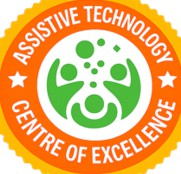 ASSISTIVE TECHNOLOGY
CENTRE OF EXCELLENCE